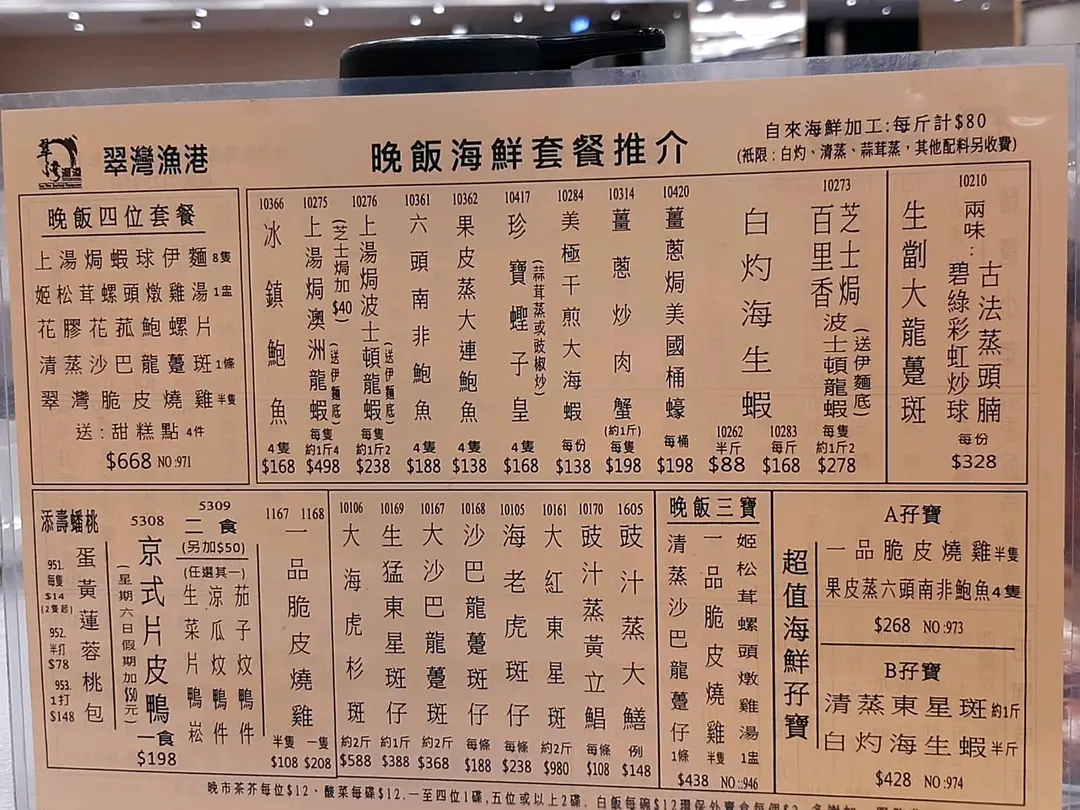 翠灣漁港
晚飯海鮮套餐推介
自來海鮮加工:每斤計$80
(祇限:白灼、清蒸、蒜茸蒸，其他配料另收費)
晚飯四位套餐
上湯焗蝦球伊麵8隻
姬松茸螺頭燉雞湯1盅
花膠花菇鮑螺片
清蒸沙巴龍躉斑1條
翠灣脆皮燒雞半隻
送:甜糕點4件
$668 NO:971
10366 冰鎮鮑魚 4隻 $168
10275 上湯焗澳洲龍蝦 (送伊麵底) 每隻約1斤4 $498
(芝士焗加$40)
10276 上湯焗波士頓龍蝦 (送伊麵底) 每隻約1斤2 $238
10361 六頭南非鮑魚 4隻 $188
10362 果皮蒸大連鮑魚 4隻 $138
10417 珍寶蟶子皇 (蒜茸蒸或豉椒炒) 4隻 $168
10284 美極干煎大海蝦 每份 $138
10314 薑蔥炒肉蟹 (約1斤) 每隻 $198
10420 薑蔥焗美國桶蠔 每桶 $198
白灼海生蝦
10262 半斤 $88
10283 每斤 $168
10273 芝士焗波士頓龍蝦 百里香 (送伊麵底) 每隻約1斤2 $278
10210 生劏大龍躉斑
兩味:
古法蒸頭腩
碧綠彩虹炒球
每份 $328
添壽蟠桃
蛋黃蓮蓉桃包
951. 每隻 $14 (2隻起)
952. 半打 $78
953. 1打 $148
5308 京式片皮鴨 一食 $198
(星期六日假期加$50元)
5309 二食
(另加$50)
(任選其一)
生菜片鴨崧
涼瓜炆鴨件
茄子炆鴨件
1167 1168 一品脆皮燒雞
半隻 $108 一隻 $208
10106 大海虎杉斑 約2斤 $588
10169 生猛東星斑仔 約1斤 $388
10167 大沙巴龍躉斑 約2斤 $368
10168 沙巴龍躉斑仔 每條 $188
10105 海老虎斑仔 每條 $238
10161 大紅東星斑 約2斤 $980
10170 豉汁蒸黃立鯧 每條 $108
1605 豉汁蒸大鱔 例 $148
晚飯三寶
姬松茸螺頭燉雞湯 1盅
一品脆皮燒雞 半隻
清蒸沙巴龍躉仔 1條
$438 NO:946
超值海鮮孖寶
A孖寶
一品脆皮燒雞半隻
果皮蒸六頭南非鮑魚4隻
$268 NO:973
B孖寶
清蒸東星斑約1斤
白灼海生蝦半斤
$428 NO:974
晚市茶芥每位$12、酸菜每碟$12.一至四位1碟,五位或以上2碟. 白飯每碗$12環保外賣盒每個$2